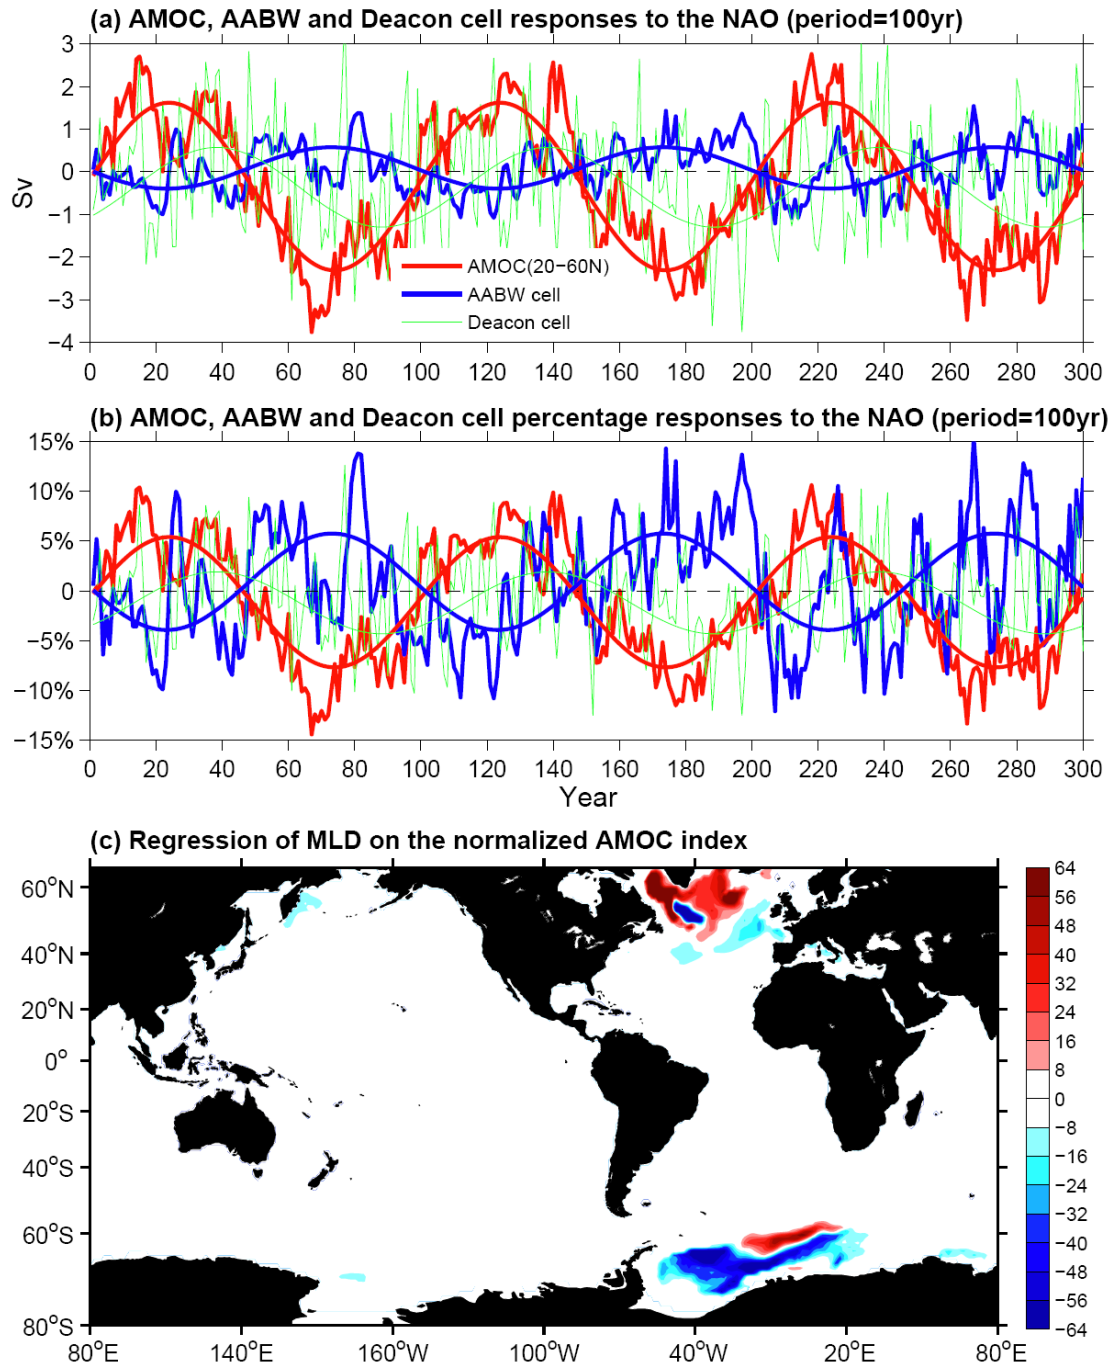 (a) AMOC, AABW and Deacon cell responses to the NAO (period=100yr)
3
2
1
0
−1
−2
−3
−4
Sv
AMOC(20−60N)
AABW cell
Deacon cell
0 20 40 60 80 100 120 140 160 180 200 220 240 260 280 300
(b) AMOC, AABW and Deacon cell percentage responses to the NAO (period=100yr)
15%
10%
5%
0
−5%
−10%
−15%
0 20 40 60 80 100 120 140 160 180 200 220 240 260 280 300
Year
(c) Regression of MLD on the normalized AMOC index
60°N
40°N
20°N
0°
20°S
40°S
60°S
80°S
80°E 140°E 160°W 100°W 40°W 20°E 80°E
64
56
48
40
32
24
16
8
0
−8
−16
−24
−32
−40
−48
−56
−64